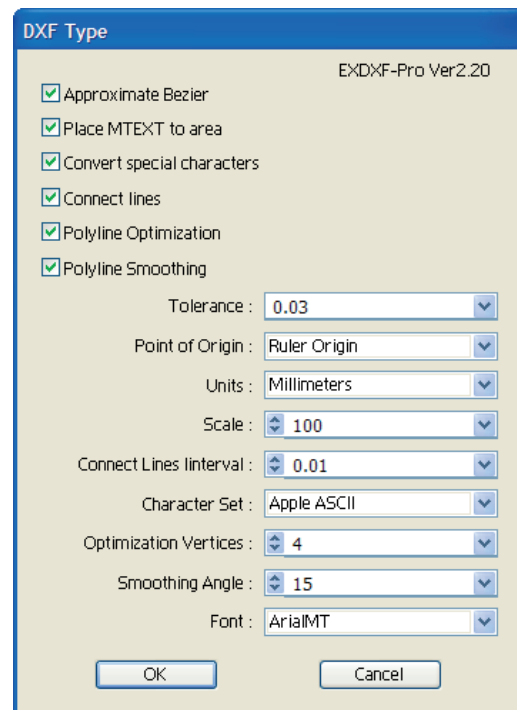 DXF Type
EXDXF-Pro Ver2.20
Approximate Bezier
Place MTEXT to area
Convert special characters
Connect lines
Polyline Optimization
Polyline Smoothing
Tolerance : 0.03
Point of Origin : Ruler Origin
Units : Millimeters
Scale : 100
Connect Lines Iinterval : 0.01
Character Set : Apple ASCII
Optimization Vertices : 4
Smoothing Angle : 15
Font : ArialMT
OK Cancel